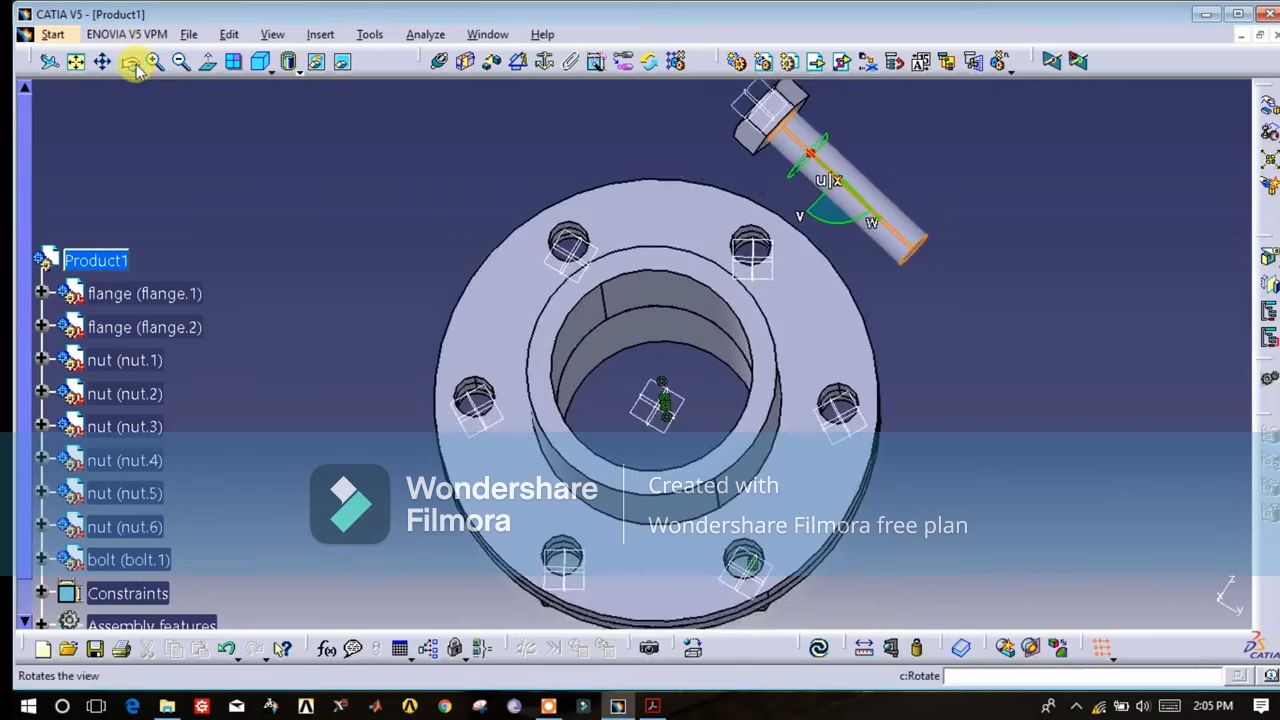 CATIA V5 - [Product1]
Start
ENOVIA V5 VPM
File
Edit
View
Insert
Tools
Analyze
Window
Help
u|x
v
w
Product1
flange (flange.1)
flange (flange.2)
nut (nut.1)
nut (nut.2)
nut (nut.3)
nut (nut.4)
nut (nut.5)
nut (nut.6)
bolt (bolt.1)
Constraints
Assembly features
Wondershare
Filmora
Created with
Wondershare Filmora free plan
z
x
y
f(x)
CATIA
Rotates the view
c:Rotate
2:05 PM